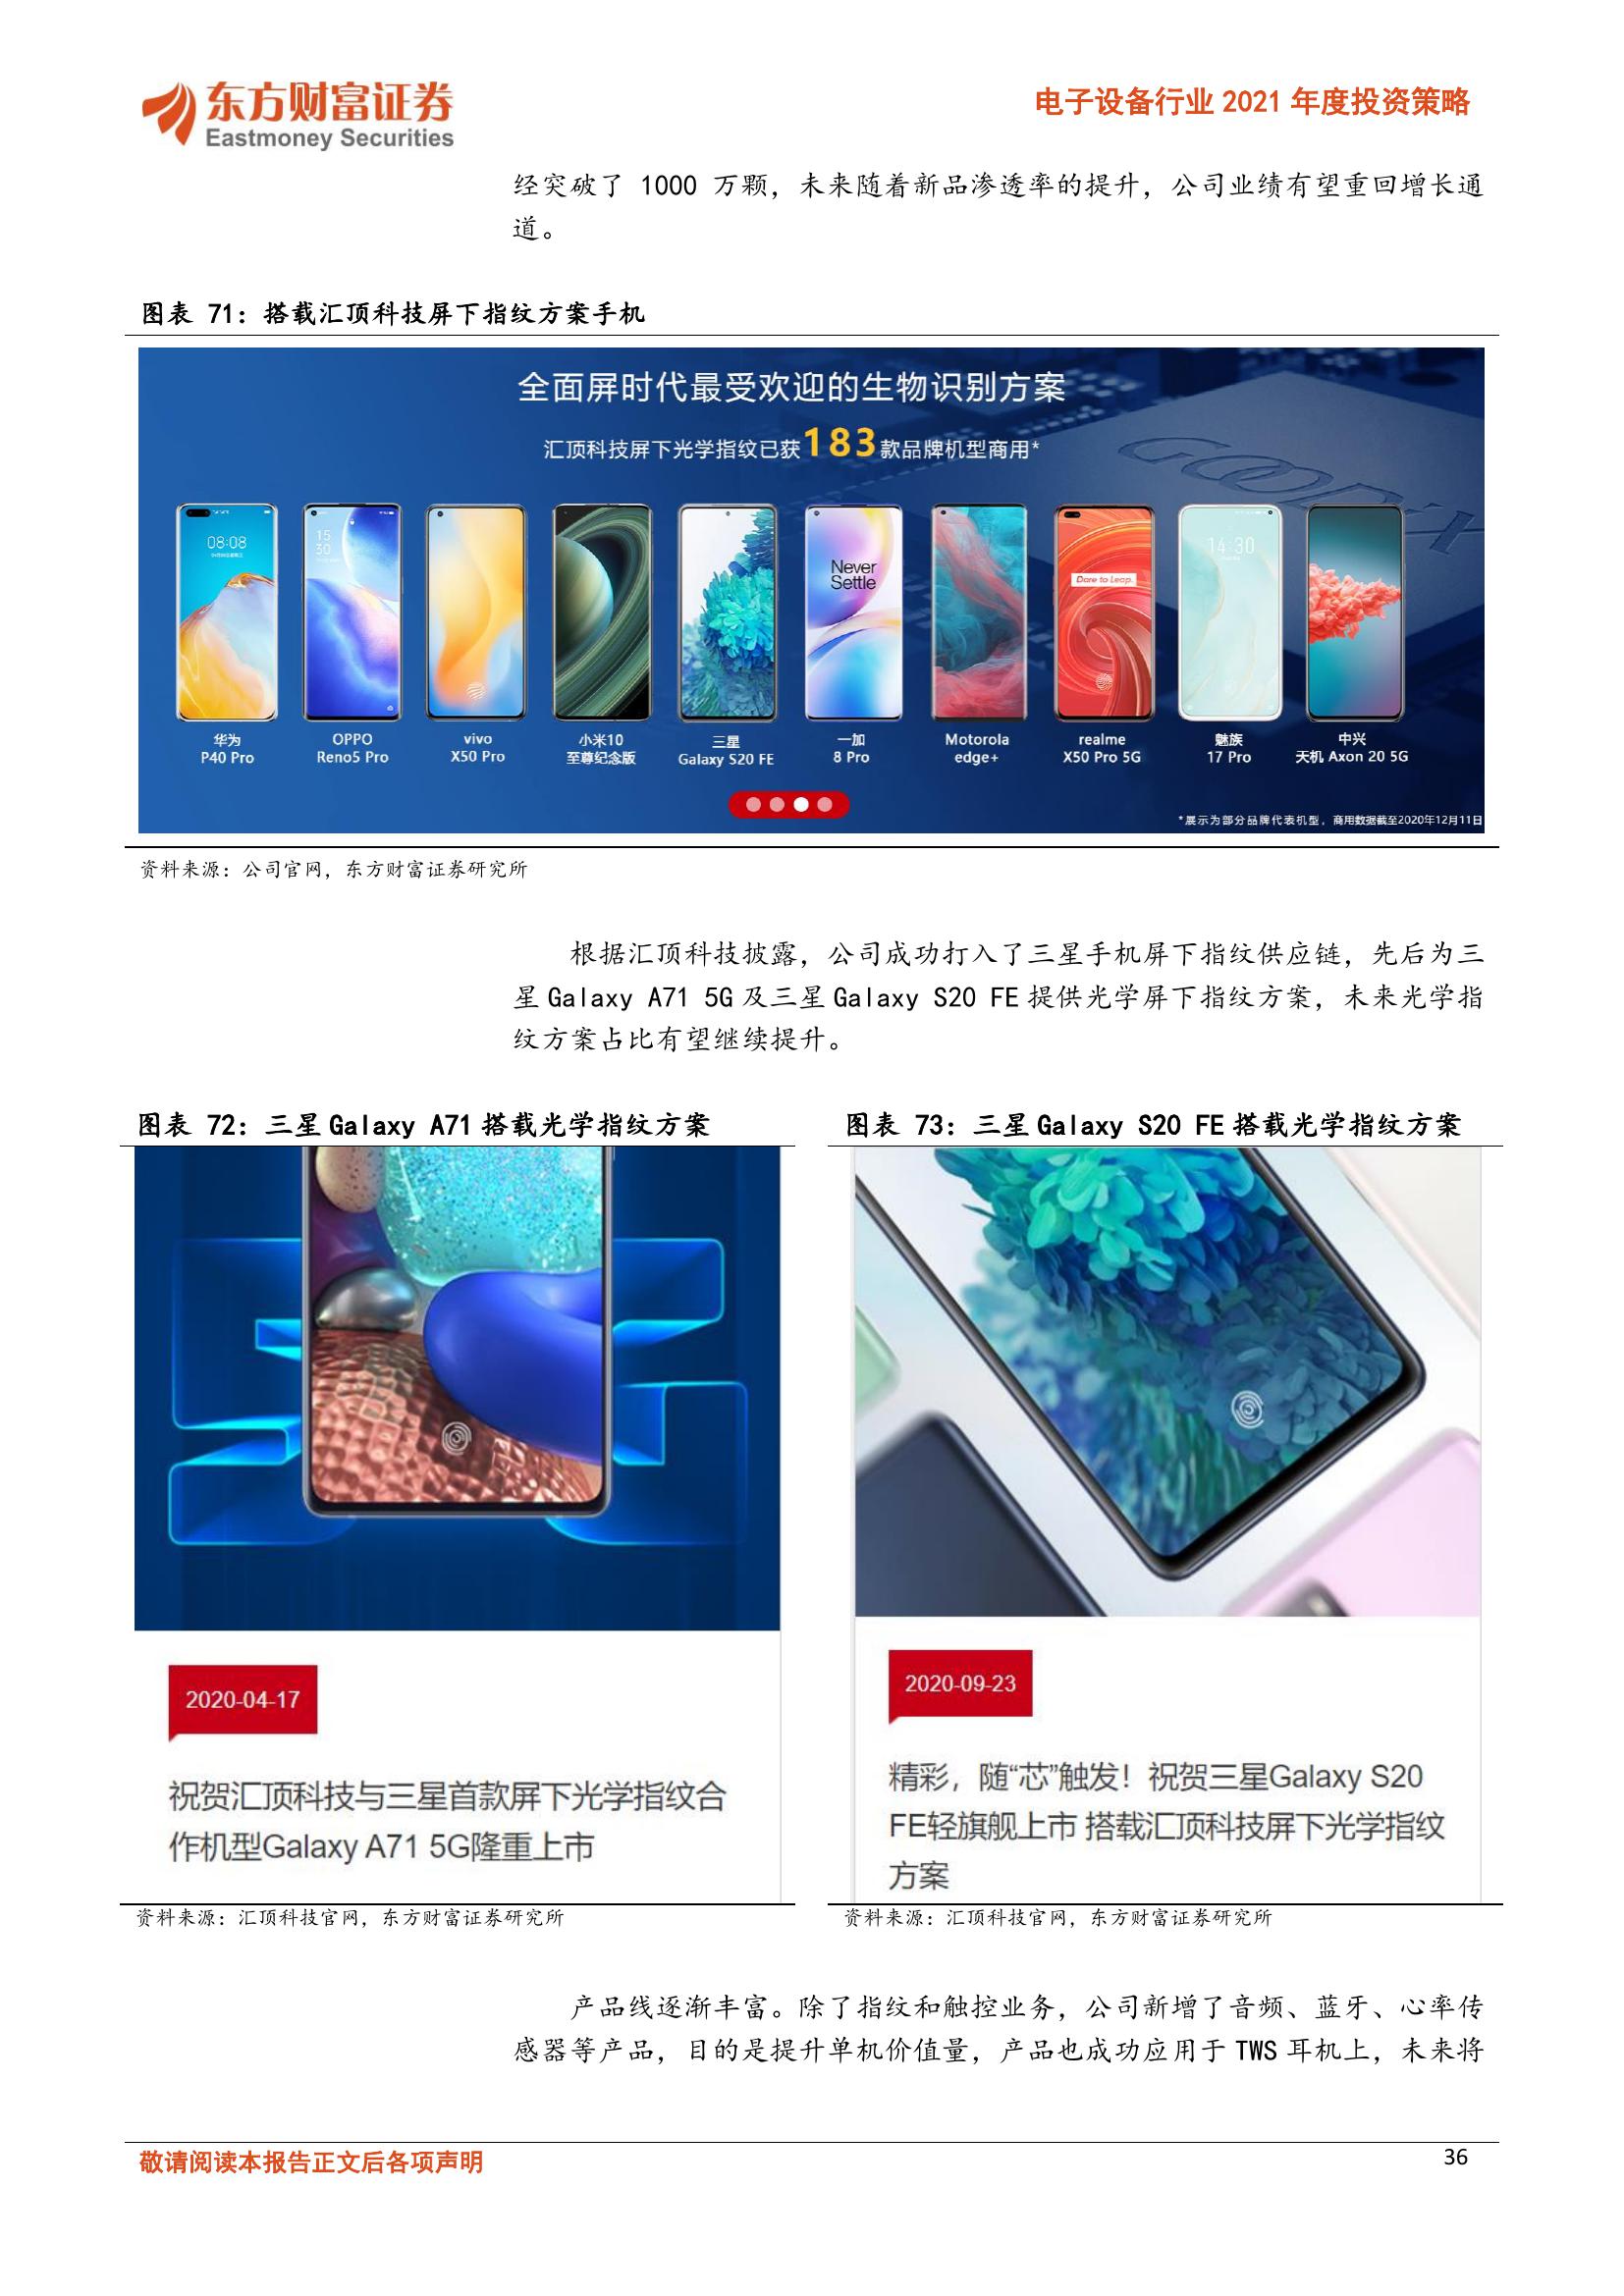 东方财富证券
Eastmoney Securities
电子设备行业 2021 年度投资策略
经突破了 1000 万颗，未来随着新品渗透率的提升，公司业绩有望重回增长通
道。
图表 71：搭载汇顶科技屏下指纹方案手机
全面屏时代最受欢迎的生物识别方案
汇顶科技屏下光学指纹已获183款品牌机型商用*
GOODiX
08:08
15
30
Never
Settle
Dare to Leap.
14:30
华为
P40 Pro
OPPO
Reno5 Pro
vivo
X50 Pro
小米10
至尊纪念版
三星
Galaxy S20 FE
一加
8 Pro
Motorola
edge+
realme
X50 Pro 5G
魅族
17 Pro
中兴
天机 Axon 20 5G
*展示为部分品牌代表机型，商用数据截至2020年12月11日
资料来源：公司官网，东方财富证券研究所
根据汇顶科技披露，公司成功打入了三星手机屏下指纹供应链，先后为三
星 Galaxy A71 5G 及三星 Galaxy S20 FE 提供光学屏下指纹方案，未来光学指
纹方案占比有望继续提升。
图表 72：三星 Galaxy A71 搭载光学指纹方案
2020-04-17
祝贺汇顶科技与三星首款屏下光学指纹合
作机型Galaxy A71 5G隆重上市
资料来源：汇顶科技官网，东方财富证券研究所
图表 73：三星 Galaxy S20 FE 搭载光学指纹方案
2020-09-23
精彩，随“芯”触发！祝贺三星Galaxy S20
FE轻旗舰上市 搭载汇顶科技屏下光学指纹
方案
资料来源：汇顶科技官网，东方财富证券研究所
产品线逐渐丰富。除了指纹和触控业务，公司新增了音频、蓝牙、心率传
感器等产品，目的是提升单机价值量，产品也成功应用于 TWS 耳机上，未来将
敬请阅读本报告正文后各项声明
36